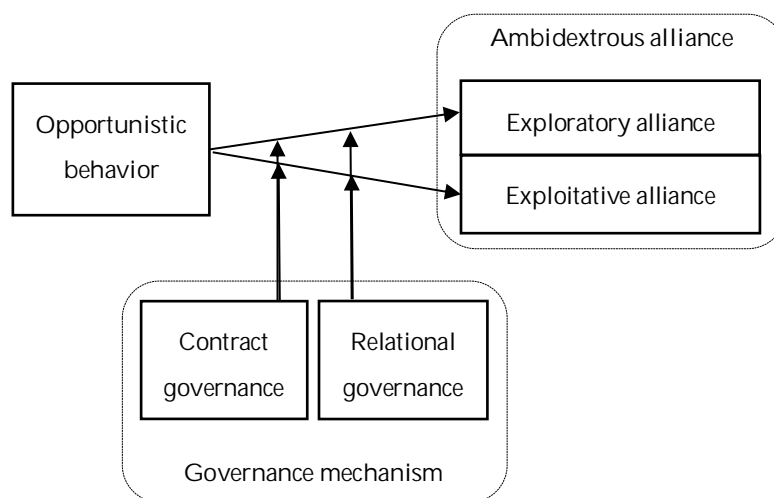 Ambidextrous alliance
Opportunistic
behavior
Exploratory alliance
Exploitative alliance
Contract
governance
Relational
governance
Governance mechanism